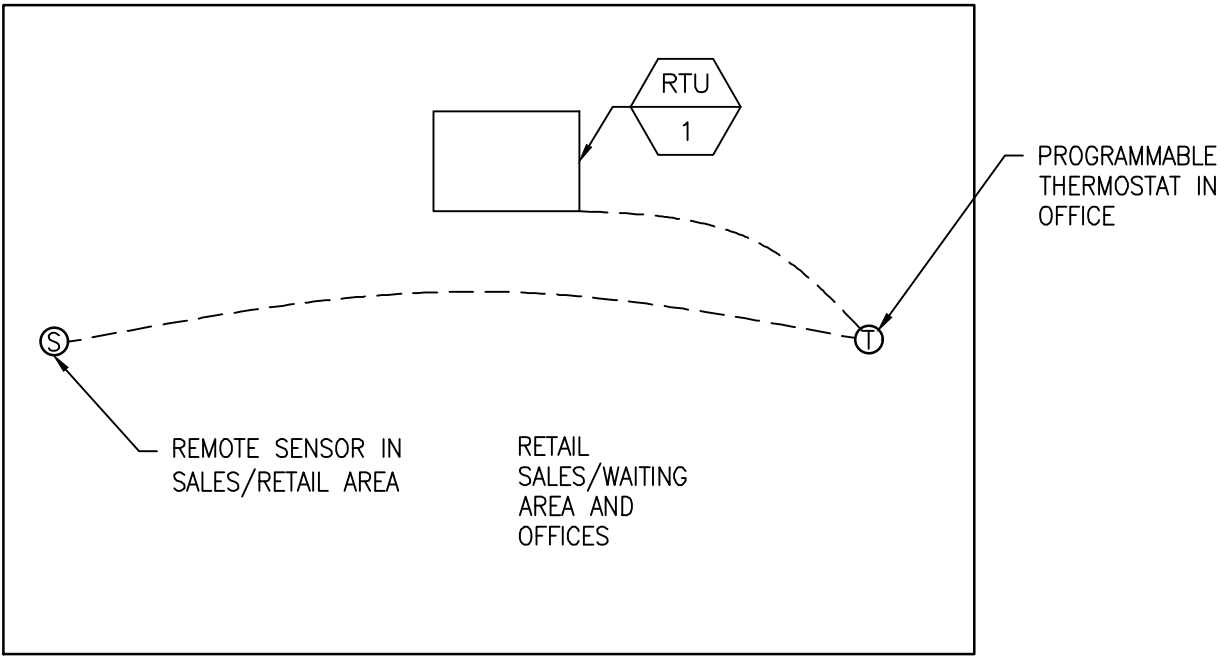 RTU
1
PROGRAMMABLE
THERMOSTAT IN
OFFICE
S
T
REMOTE SENSOR IN
SALES/RETAIL AREA
RETAIL
SALES/WAITING
AREA AND
OFFICES